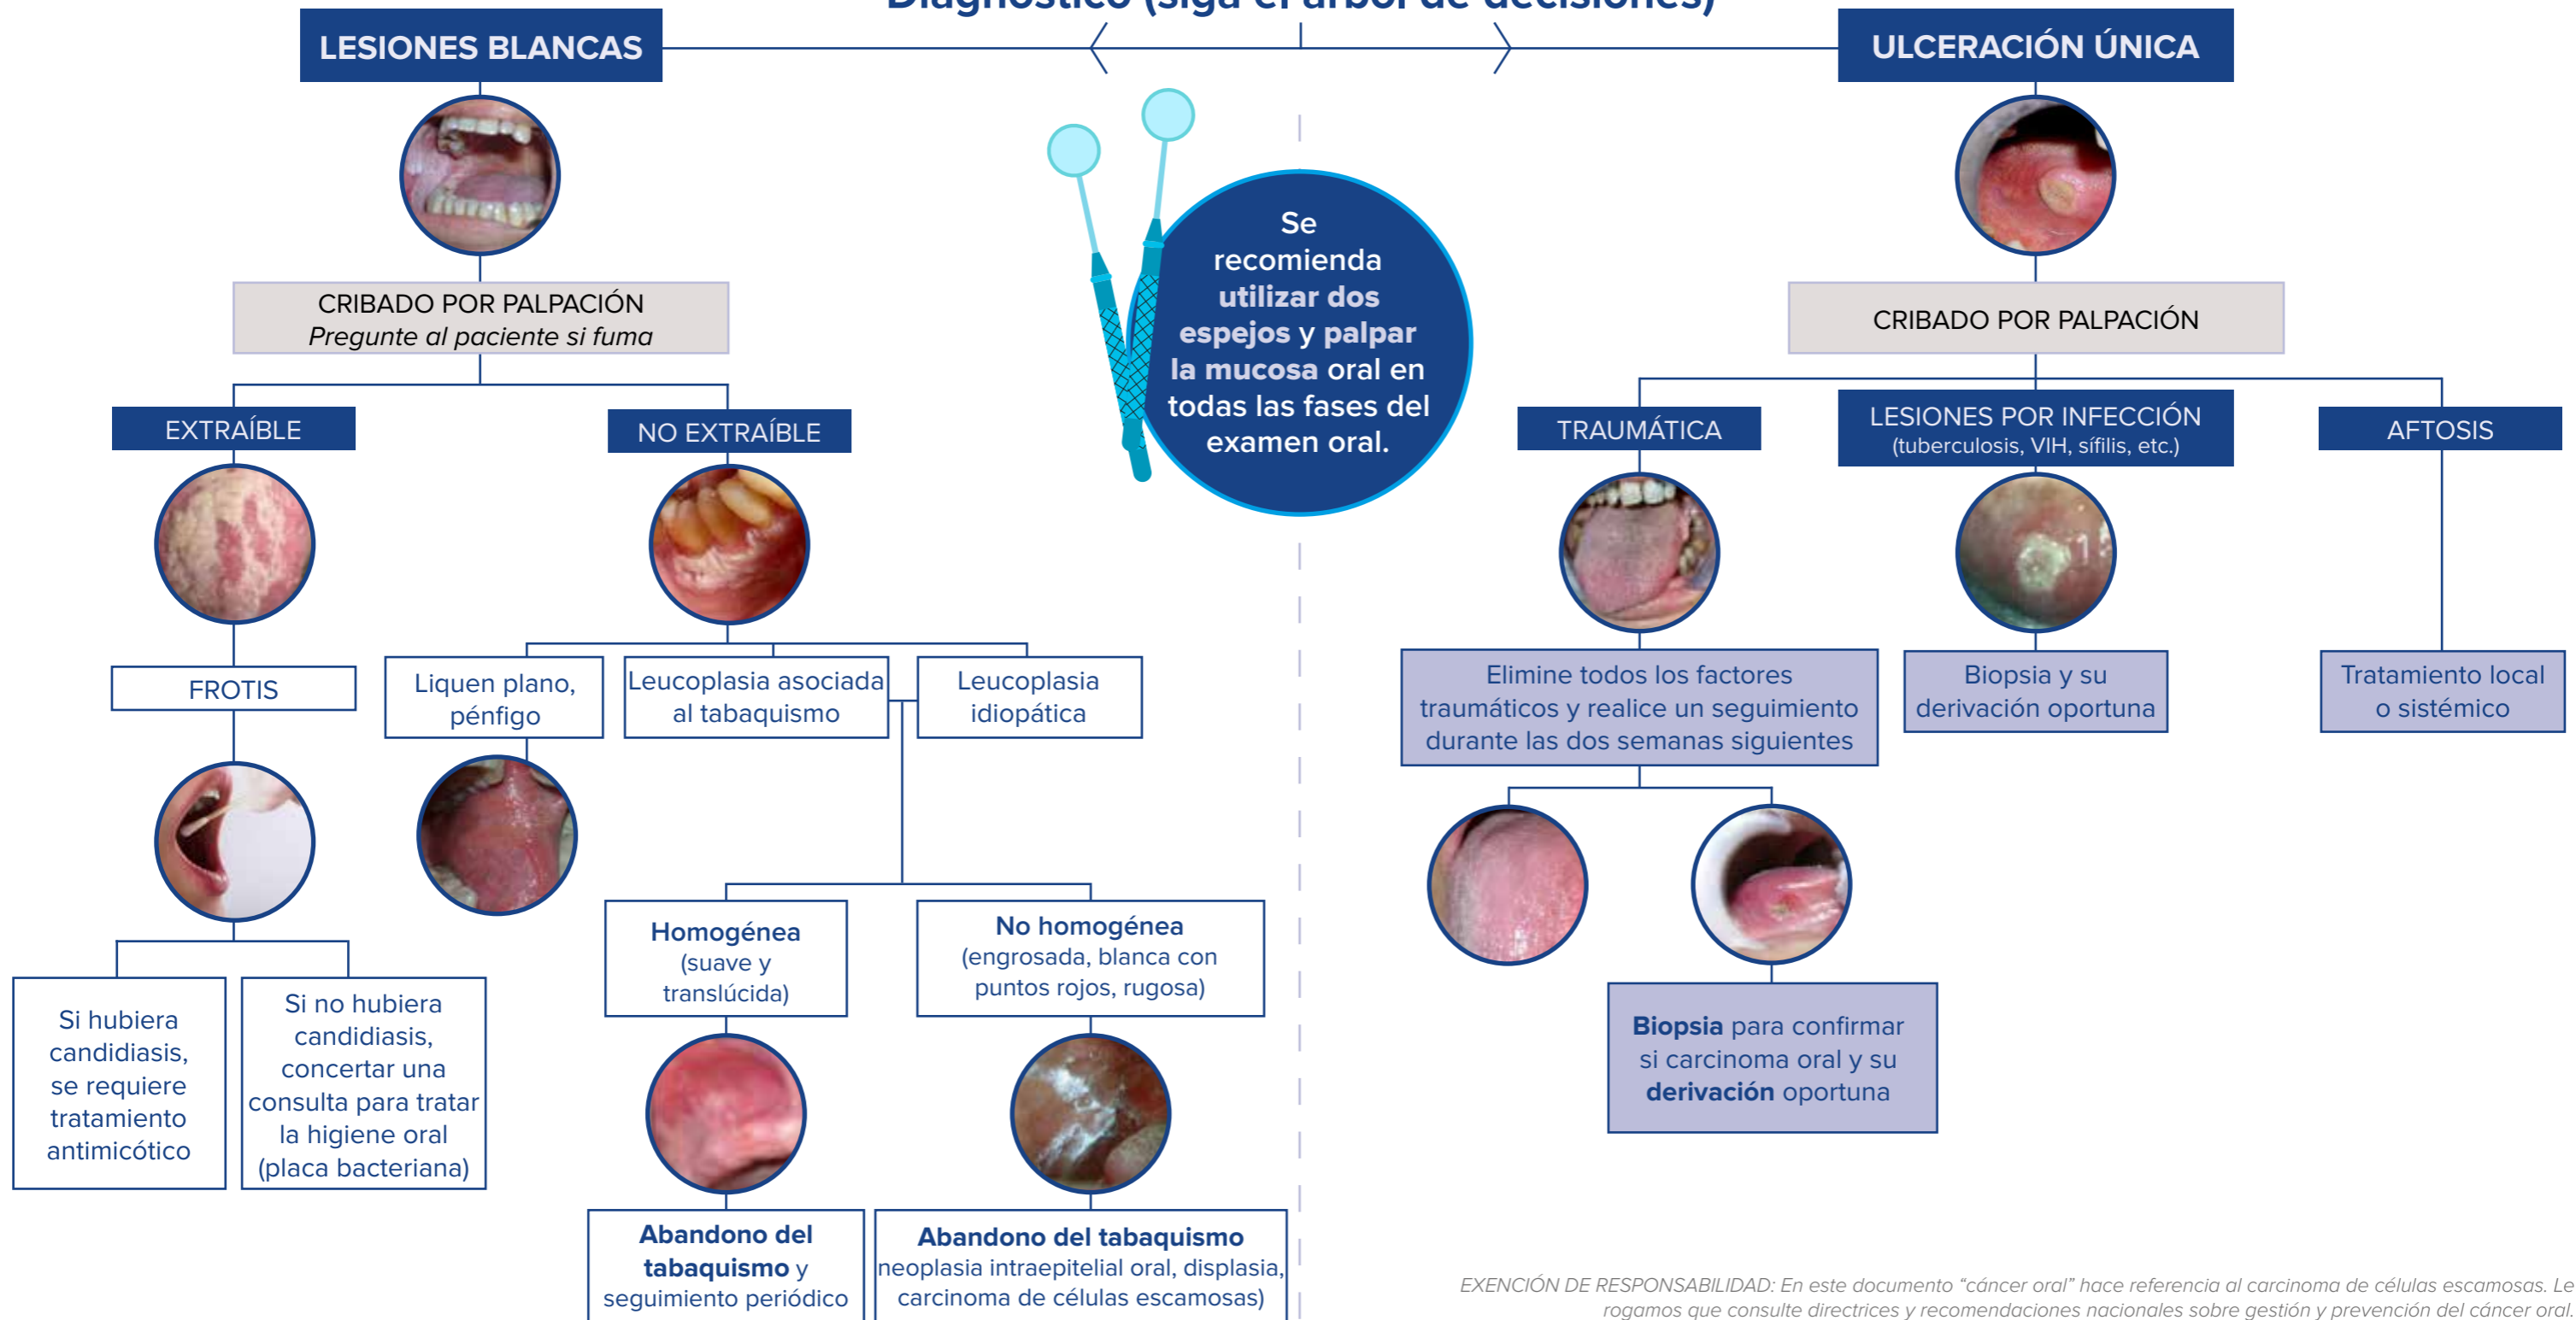 Diagnóstico (siga el árbol de decisiones)
LESIONES BLANCAS
CRIBADO POR PALPACIÓN
Pregunte al paciente si fuma
EXTRAÍBLE
NO EXTRAÍBLE
FROTIS
Liquen plano,
pénfigo
Leucoplasia asociada
al tabaquismo
Leucoplasia
idiopática
Si hubiera
candidiasis,
se requiere
tratamiento
antimicótico
Si no hubiera
candidiasis,
concertar una
consulta para tratar
la higiene oral
(placa bacteriana)
Homogénea
(suave y
translúcida)
No homogénea
(engrosada, blanca con
puntos rojos, rugosa)
Abandono del
tabaquismo y
seguimiento periódico
Abandono del tabaquismo
neoplasia intraepitelial oral, displasia,
carcinoma de células escamosas)
Se
recomienda
utilizar dos
espejos y palpar
la mucosa oral en
todas las fases del
examen oral.
ULCERACIÓN ÚNICA
CRIBADO POR PALPACIÓN
TRAUMÁTICA
LESIONES POR INFECCIÓN
(tuberculosis, VIH, sífilis, etc.)
AFTOSIS
Elimine todos los factores
traumáticos y realice un seguimiento
durante las dos semanas siguientes
Biopsia y su
derivación oportuna
Tratamiento local
o sistémico
Biopsia para confirmar
si carcinoma oral y su
derivación oportuna
EXENCIÓN DE RESPONSABILIDAD: En este documento “cáncer oral” hace referencia al carcinoma de células escamosas. Le
rogamos que consulte directrices y recomendaciones nacionales sobre gestión y prevención del cáncer oral.